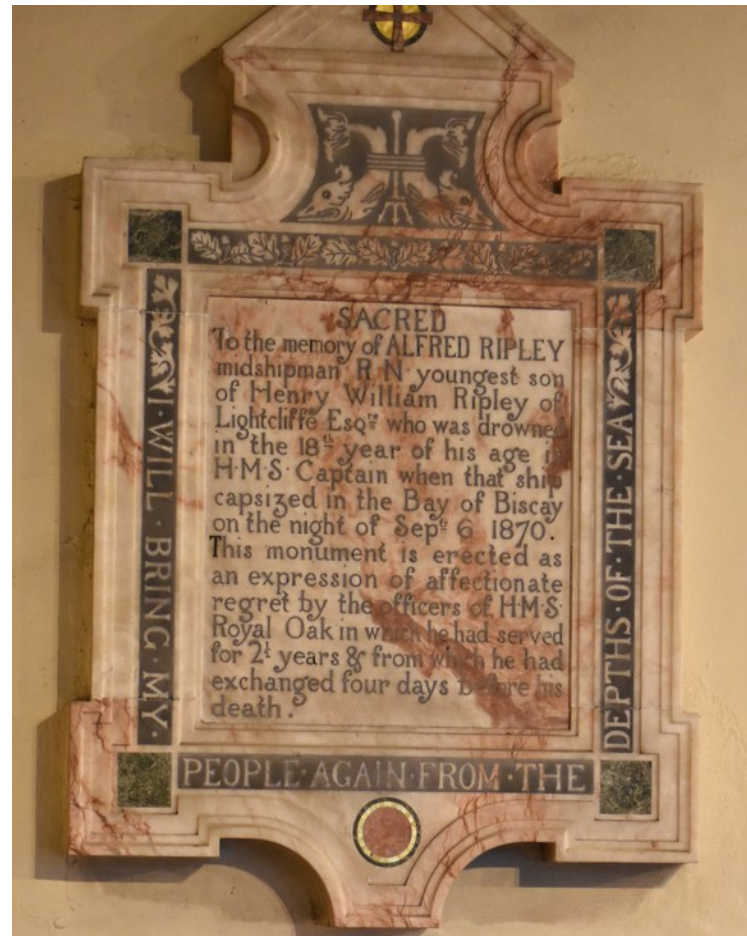 SACRED
To the memory of ALFRED RIPLEY
midshipman R·N· youngest son
of Henry William Ripley of
Lightcliffe Esqre who was drowned
in the 18th year of his age in
H·M·S· Captain when that ship
capsized in the Bay of Biscay
on the night of Sepr 6 1870.
This monument is erected as
an expression of affectionate
regret by the officers of H·M·S·
Royal Oak in which he had served
for 2½ years & from which he had
exchanged four days before his
death.
I·WILL·BRING·MY·
PEOPLE·AGAIN·FROM·THE
DEPTHS·OF·THE·SEA